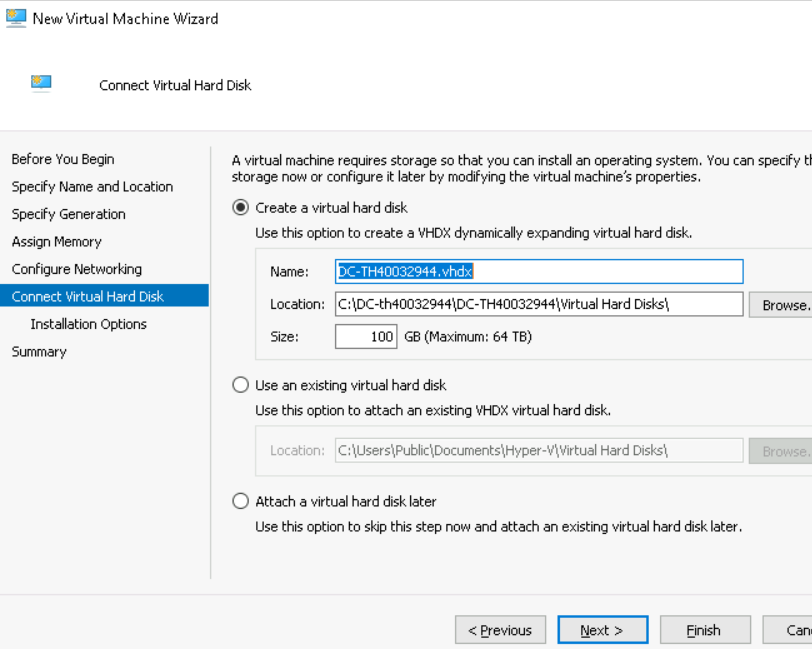 New Virtual Machine Wizard
Connect Virtual Hard Disk
Before You Begin
Specify Name and Location
Specify Generation
Assign Memory
Configure Networking
Connect Virtual Hard Disk
Installation Options
Summary
A virtual machine requires storage so that you can install an operating system. You can specify
storage now or configure it later by modifying the virtual machine's properties.
Create a virtual hard disk
Use this option to create a VHDX dynamically expanding virtual hard disk.
Name: DC-TH40032944.vhdx
Location: C:\DC-th40032944\DC-TH40032944\Virtual Hard Disks\ Browse.
Size: 100 GB (Maximum: 64 TB)
Use an existing virtual hard disk
Use this option to attach an existing VHDX virtual hard disk.
Location: C:\Users\Public\Documents\Hyper-V\Virtual Hard Disks\ Browse.
Attach a virtual hard disk later
Use this option to skip this step now and attach an existing virtual hard disk later.
< Previous Next > Finish